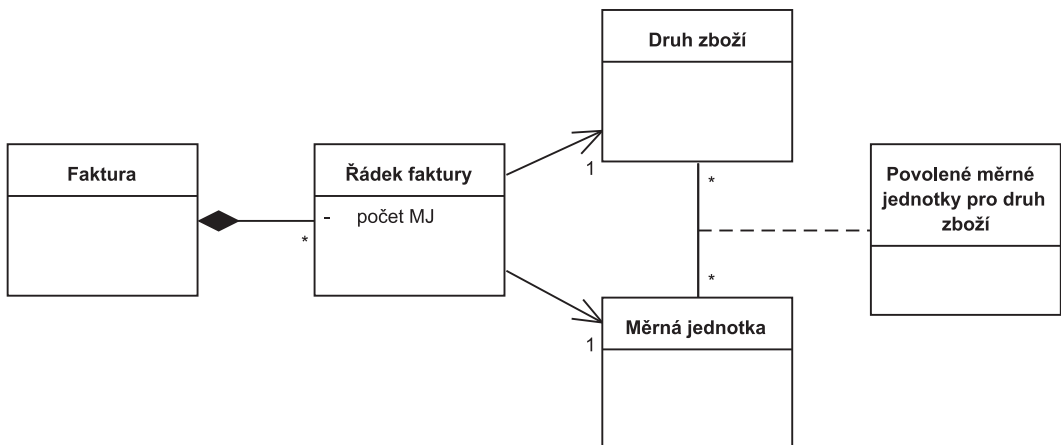 Druh zboží
Faktura
Řádek faktury
- počet MJ
*
1
*
Povolené měrné
jednotky pro druh
zboží
*
1
Měrná jednotka